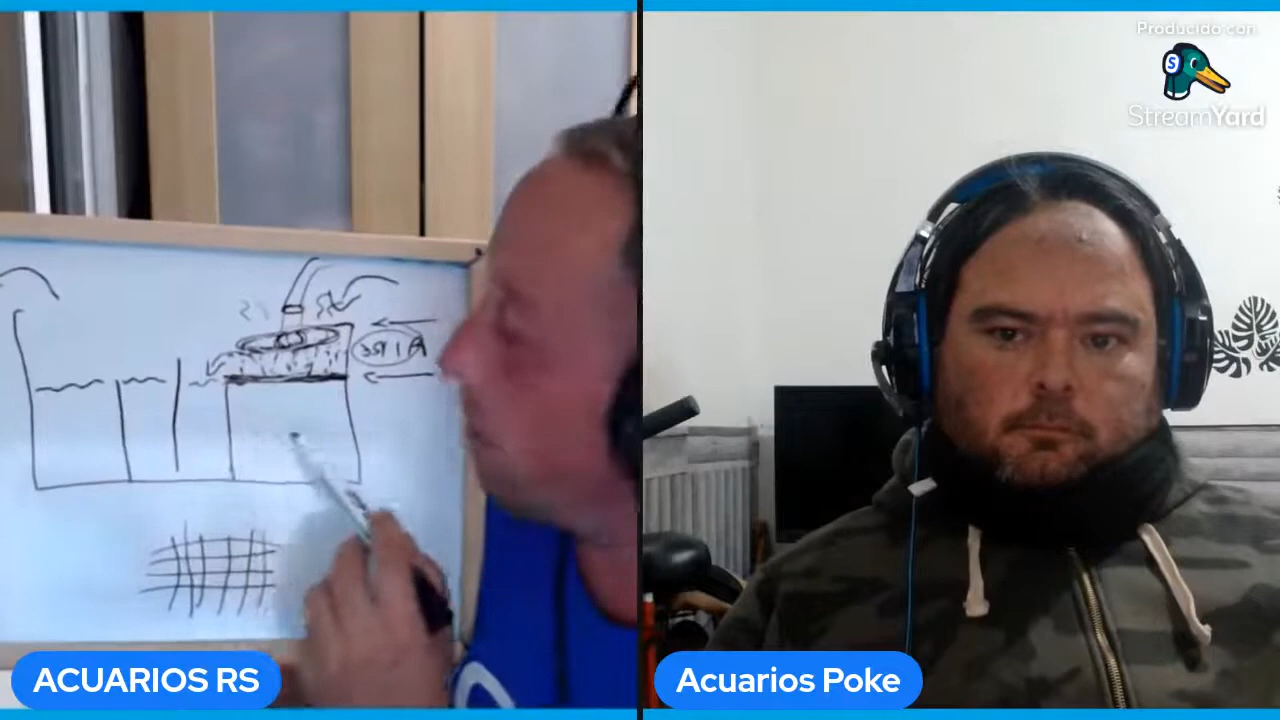 Producido con
S
StreamYard
ACUARIOS RS
Acuarios Poke